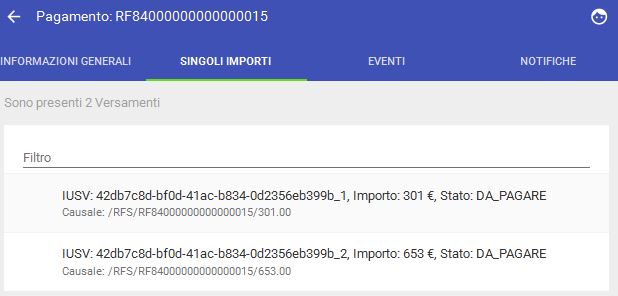 Pagamento: RF84000000000000015
INFORMAZIONI GENERALI
SINGOLI IMPORTI
EVENTI
NOTIFICHE
Sono presenti 2 Versamenti
Filtro
IUSV: 42db7c8d-bf0d-41ac-b834-0d2356eb399b_1, Importo: 301 €, Stato: DA_PAGARE
Causale: /RFS/RF84000000000000015/301.00
IUSV: 42db7c8d-bf0d-41ac-b834-0d2356eb399b_2, Importo: 653 €, Stato: DA_PAGARE
Causale: /RFS/RF84000000000000015/653.00